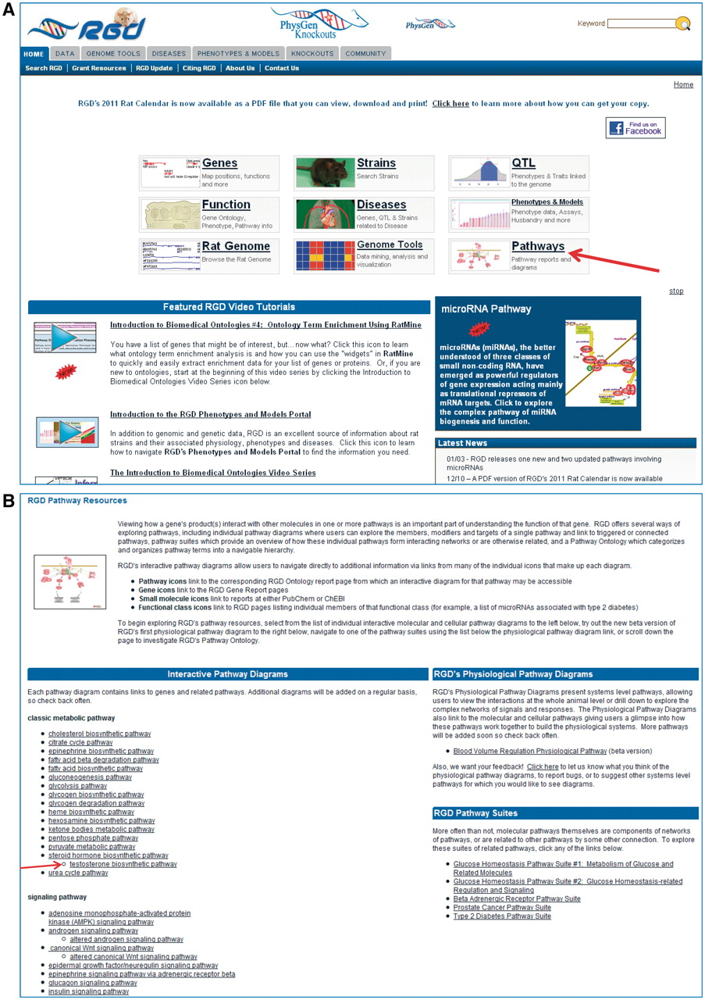 A
RGD
PhysGen
Knockouts
PhysGen
Keyword
HOME DATA GENOME TOOLS DISEASES PHENOTYPES & MODELS KNOCKOUTS COMMUNITY
Search RGD Grant Resources RGD Update Citing RGD About Us Contact Us
Home
RGD's 2011 Rat Calendar is now available as a PDF file that you can view, download and print! Click here to learn more about how you can get your copy.
Find us on
Facebook
Genes
Map positions, functions
and more
Strains
Search Strains
QTL
Phenotypes & Traits linked
to the genome
Function
Gene Ontology,
Phenotype, Pathway info
Diseases
Genes, QTL & Strains
related to Disease
Phenotypes & Models
Phenotype data, Assays,
Husbandry and more
Rat Genome
Browse the Rat Genome
Genome Tools
Data mining, analysis and
visualization
Pathways
Pathway reports and
diagrams
stop
Featured RGD Video Tutorials
Introduction to Biomedical Ontologies #4: Ontology Term Enrichment Using RatMine
You have a list of genes that might be of interest, but...now what? Click this icon to learn
what ontology term enrichment analysis is and how you can use the "widgets" in RatMine
to quickly and easily extract enrichment data for your list of genes or proteins. Or, if you are
new to ontologies, start at the beginning of this video series by clicking the Introduction to
Biomedical Ontologies Video Series icon below.
Introduction to the RGD Phenotypes and Models Portal
In addition to genomic and genetic data, RGD is an excellent source of information about rat
strains and their associated physiology, phenotypes and diseases. Click this icon to learn
how to navigate RGD's Phenotypes and Models Portal to find the information you need.
The Introduction to Biomedical Ontologies Video Series
microRNA Pathway
microRNAs (miRNAs), the better
understood of three classes of
small non-coding RNA, have
emerged as powerful regulators
of gene expression acting mainly
as translational repressors of
mRNA targets. Click to explore
the complex pathway of miRNA
biogenesis and function.
Latest News
01/03 - RGD releases one new and two updated pathways involving
microRNAs
12/10 – A PDF version of RGD's 2011 Rat Calendar is now available
B
RGD Pathway Resources
Viewing how a gene's product(s) interact with other molecules in one or more pathways is an important part of understanding the function of that gene. RGD offers several ways of
exploring pathways, including individual pathway diagrams where users can explore the members, modifiers and targets of a single pathway and link to triggered or connected
pathways, pathway suites which provide an overview of how these individual pathways form interacting networks or are otherwise related, and a Pathway Ontology which categorizes
and organizes pathway terms into a navigable hierarchy.
RGD's interactive pathway diagrams allow users to navigate directly to additional information via links from many of the individual icons that make up each diagram.
Pathway icons link to the corresponding RGD Ontology report page from which an interactive diagram for that pathway may be accessible
Gene icons link to the RGD Gene Report pages
Small molecule icons link to reports at either PubChem or ChEBI
Functional class icons link to RGD pages listing individual members of that functional class (for example, a list of microRNAs associated with type 2 diabetes)
To begin exploring RGD's pathway resources, select from the list of individual interactive molecular and cellular pathway diagrams to the left below, try out the new beta version of
RGD's first physiological pathway diagram to the right below, navigate to one of the pathway suites using the list below the physiological pathway diagram link, or scroll down the
page to investigate RGD's Pathway Ontology.
Interactive Pathway Diagrams
Each pathway diagram contains links to genes and related pathways. Additional diagrams will be added on a regular basis,
so check back often.
classic metabolic pathway
cholesterol biosynthetic pathway
citrate cycle pathway
epinephrine biosynthetic pathway
fatty acid beta degradation pathway
fatty acid biosynthetic pathway
gluconeogenesis pathway
glycolysis pathway
glycogen biosynthetic pathway
glycogen degradation pathway
heme biosynthetic pathway
hexosamine biosynthetic pathway
ketone bodies metabolic pathway
pentose phosphate pathway
pyruvate metabolic pathway
steroid hormone biosynthetic pathway
testosterone biosynthetic pathway
urea cycle pathway
signaling pathway
adenosine monophosphate-activated protein
kinase (AMPK) signaling pathway
androgen signaling pathway
altered androgen signaling pathway
canonical Wnt signaling pathway
altered canonical Wnt signaling pathway
epidermal growth factor/neuregulin signaling pathway
epinephrine signaling pathway via adrenergic receptor beta
glucagon signaling pathway
insulin signaling pathway
RGD's Physiological Pathway Diagrams
RGD's Physiological Pathway Diagrams present systems level pathways, allowing
users to view the interactions at the whole animal level or drill down to explore the
complex networks of signals and responses. The Physiological Pathway Diagrams
also link to the molecular and cellular pathways giving users a glimpse into how
these pathways work together to build the physiological systems. More pathways
will be added soon so check back often.
Blood Volume Regulation Physiological Pathway (beta version)
Also, we want your feedback! Click here to let us know what you think of the
physiological pathway diagrams, to report bugs, or to suggest other systems level
pathways for which you would like to see diagrams.
RGD Pathway Suites
More often than not, molecular pathways themselves are components of networks
of pathways, or are related to other pathways by some other connection. To explore
these suites of related pathways, click any of the links below.
Glucose Homeostasis Pathway Suite #1: Metabolism of Glucose and
Related Molecules
Glucose Homeostasis Pathway Suite #2: Glucose Homeostasis-related
Regulation and Signaling
Beta Adrenergic Receptor Pathway Suite
Prostate Cancer Pathway Suite
Type 2 Diabetes Pathway Suite